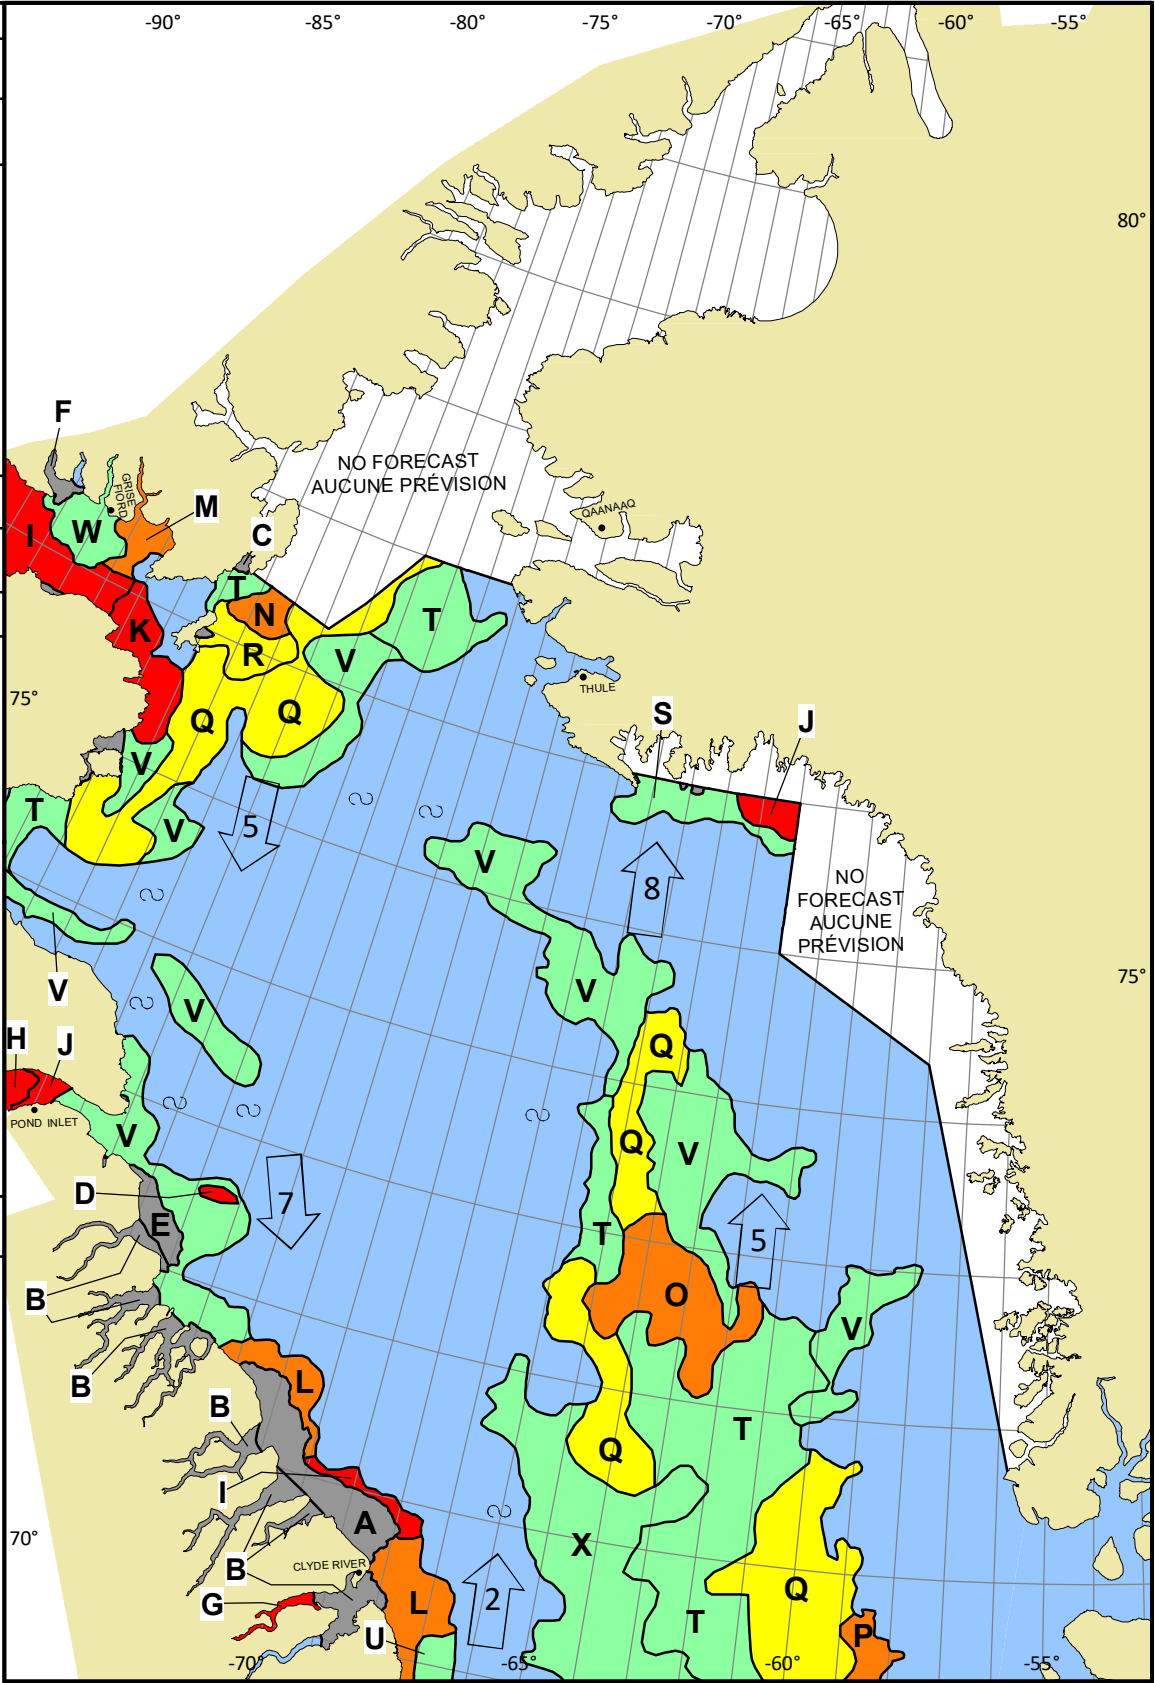 -90° -85° -80° -75° -70° -65° -60° -55°
80°
F
GRISE
FIORD
NO FORECAST
AUCUNE PRÉVISION
M
QAANAAQ
I W C
T
N T
K
R
V
75°
THULE
Q Q
S J
V
T V 5
V
8
NO
FORECAST
AUCUNE
PRÉVISION
75°
V
V
V
H J
Q
POND INLET
V
Q V
D
E 7
T 5
B
O
V
B L
B
T
Q
I
A
70°
X
CLYDE RIVER
B
G L 2 Q
T
U P
-70° -65° -60° -55°